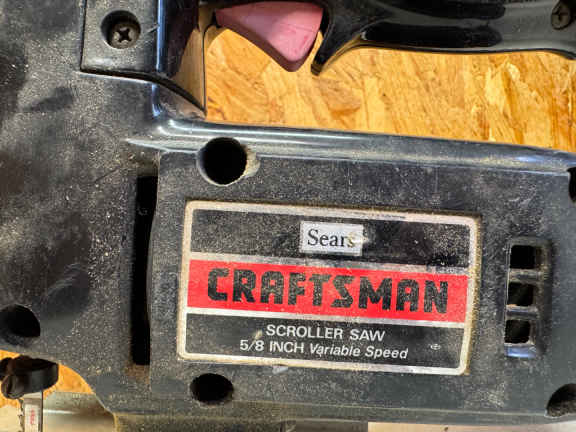 Sears
CRAFTSMAN
SCROLLER SAW
5/8 INCH Variable Speed